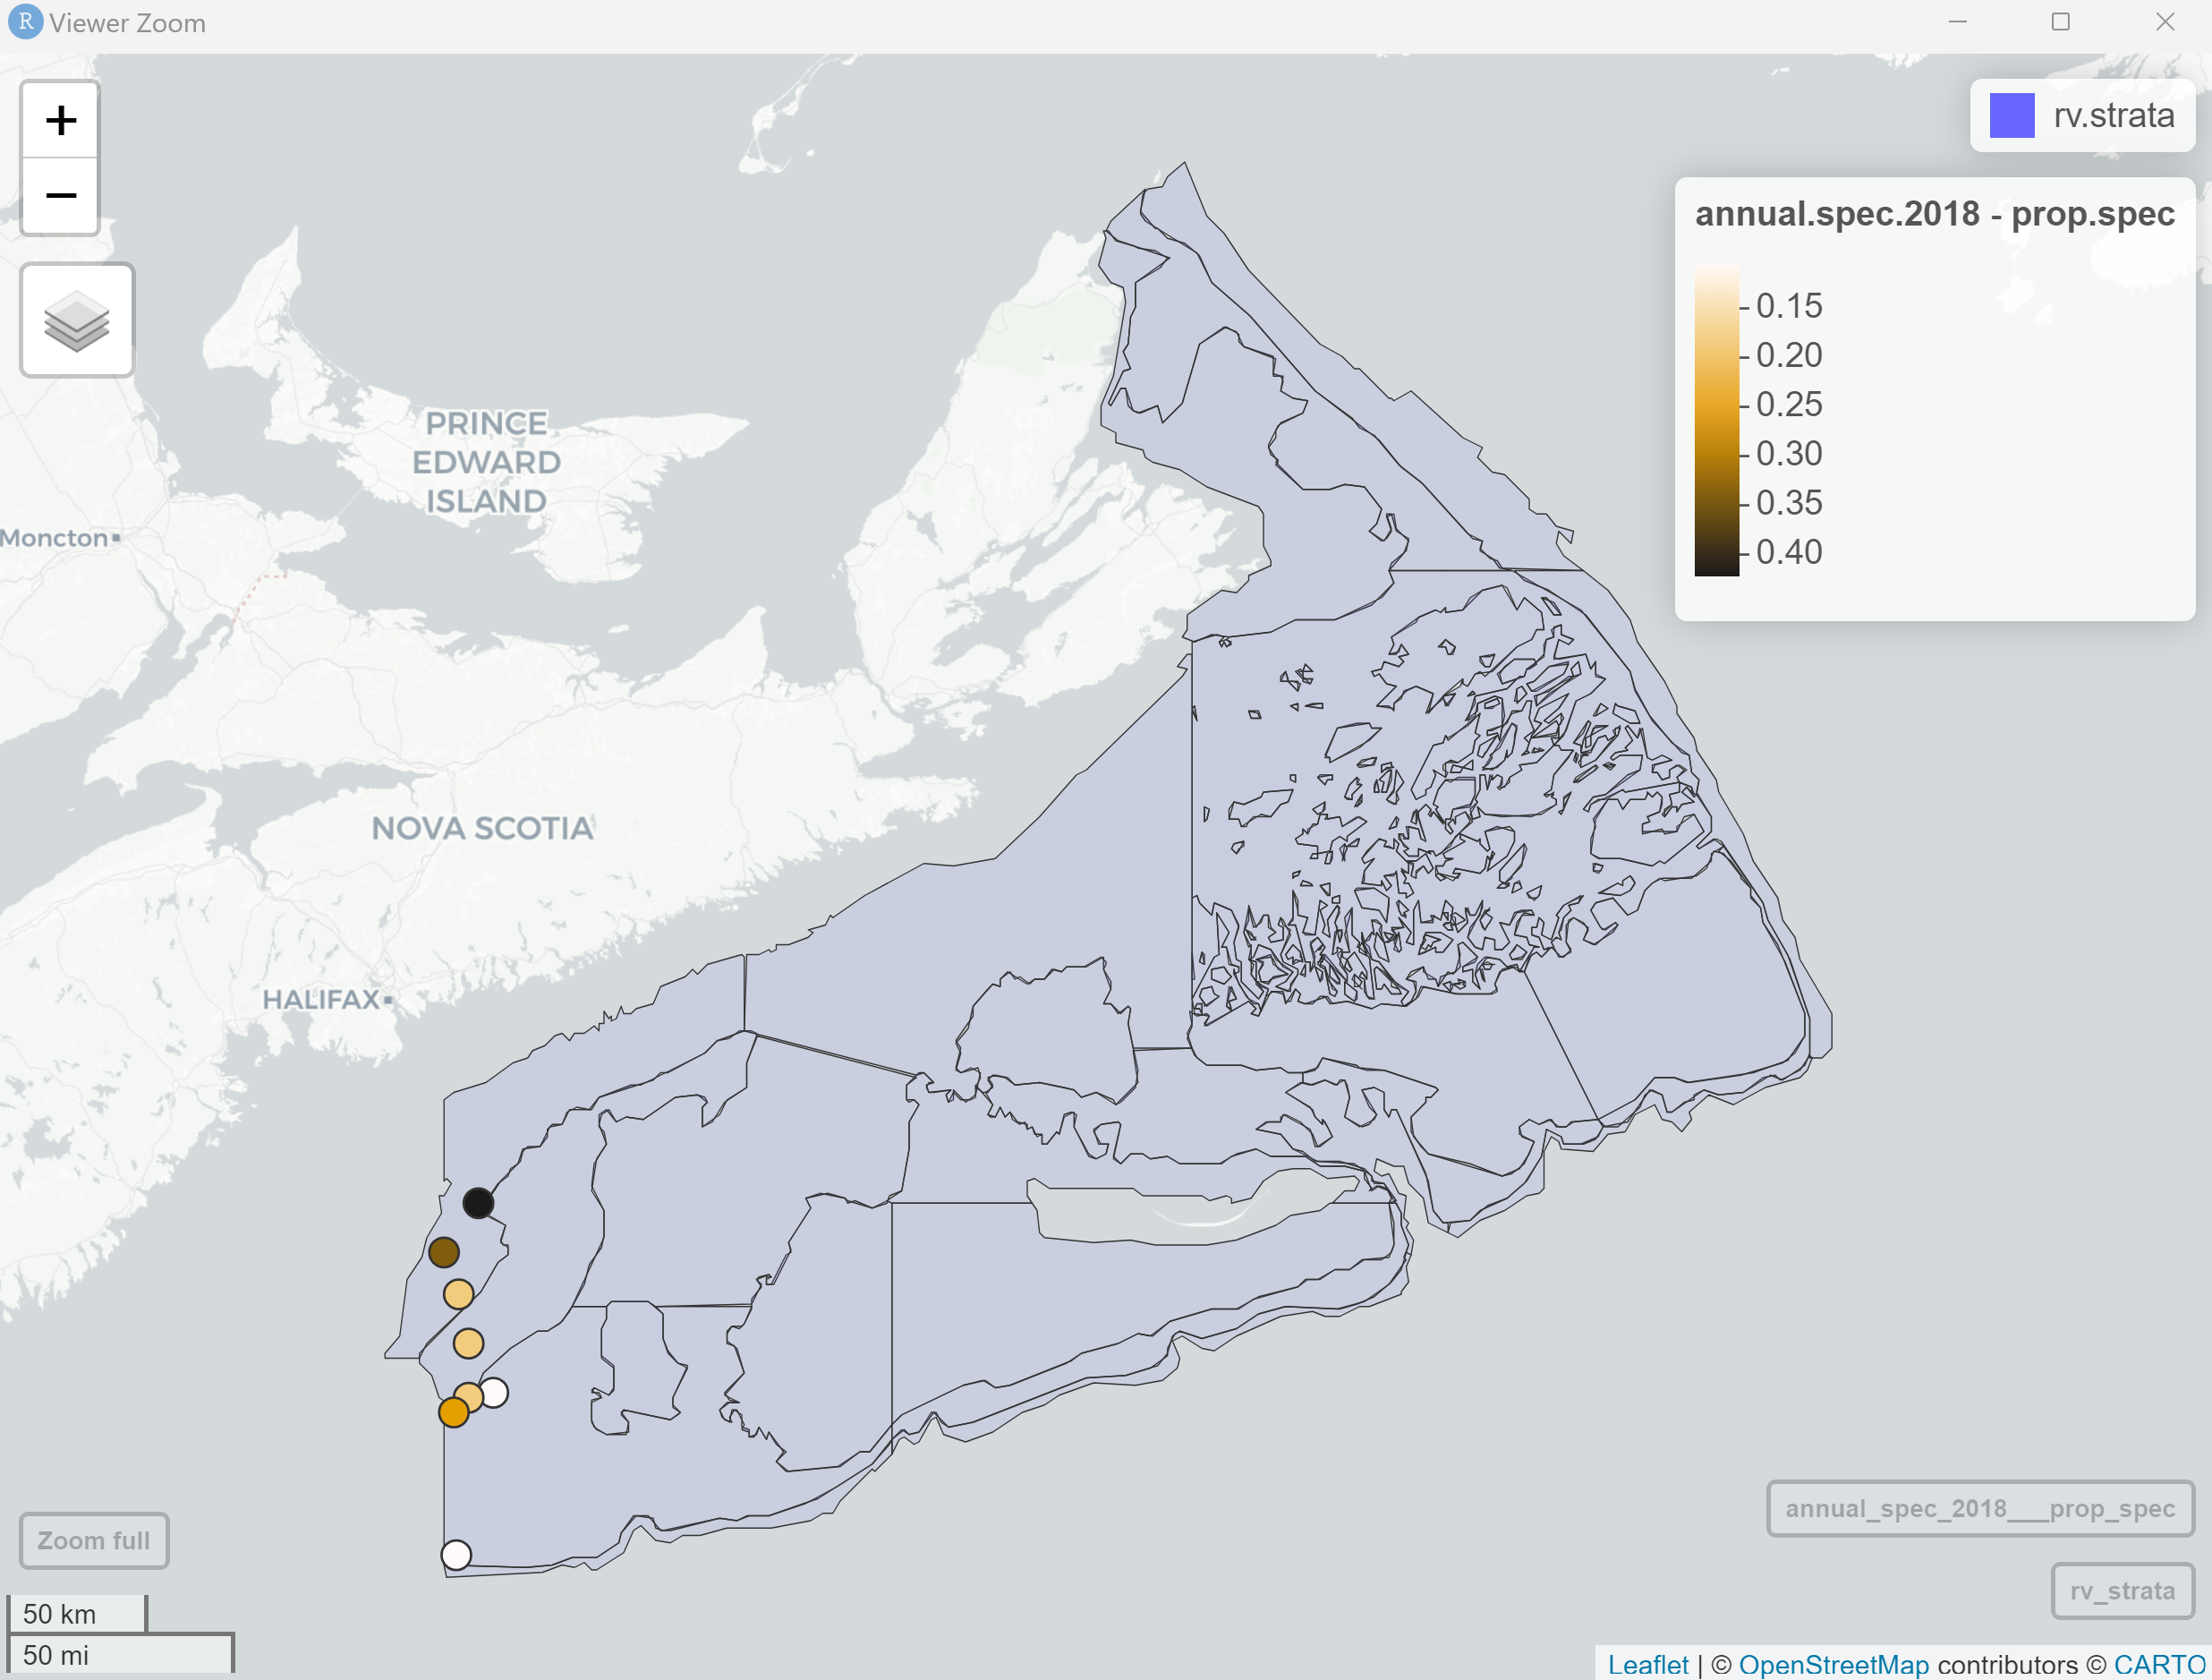 R Viewer Zoom
+
−
rv.strata
annual.spec.2018 - prop.spec
0.15
0.20
0.25
0.30
0.35
0.40
PRINCE
EDWARD
ISLAND
Moncton
NOVA SCOTIA
HALIFAX
annual_spec_2018___prop_spec
Zoom full
rv_strata
50 km
50 mi
Leaflet | © OpenStreetMap contributors © CARTO